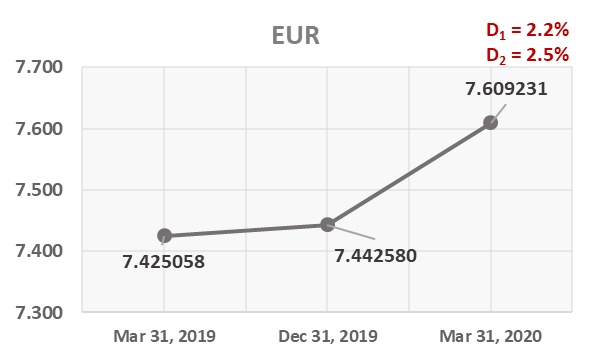 EUR
D₁ = 2.2%
D₂ = 2.5%
7.700
7.600
7.500
7.400
7.300
7.609231
7.425058
7.442580
Mar 31, 2019
Dec 31, 2019
Mar 31, 2020